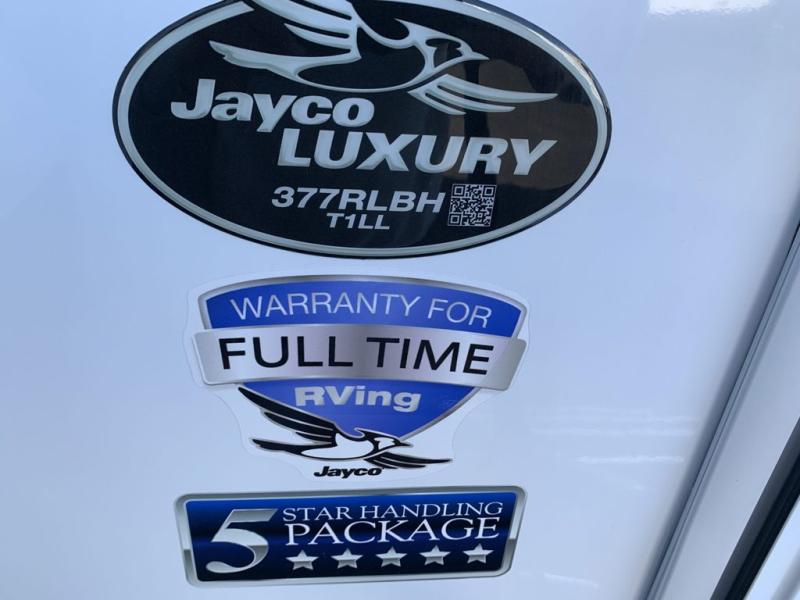 Jayco
LUXURY
377RLBH
T1LL
WARRANTY FOR
FULL TIME
RVing
Jayco
5 STAR HANDLING
PACKAGE